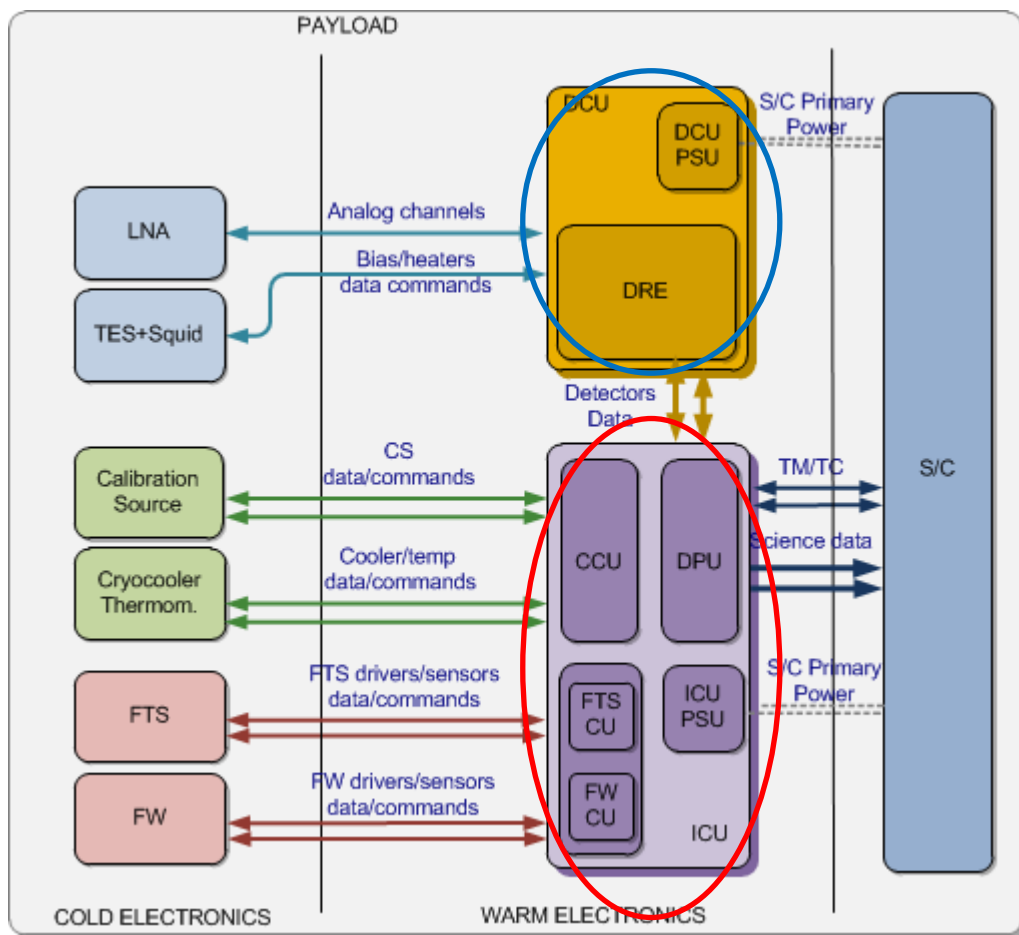 PAYLOAD
DCU
DCU
PSU
S/C Primary
Power
LNA
Analog channels
Bias/heaters
data commands
TES+Squid
DRE
Detectors
Data
S/C
CS
data/commands
Calibration
Source
TM/TC
CCU
DPU
Science data
Cooler/temp
data/commands
Cryocooler
Thermom.
FTS drivers/sensors
data/commands
FTS
FTS
CU
ICU
PSU
S/C Primary
Power
FW drivers/sensors
data/commands
FW
FW
CU
ICU
COLD ELECTRONICS
WARM ELECTRONICS